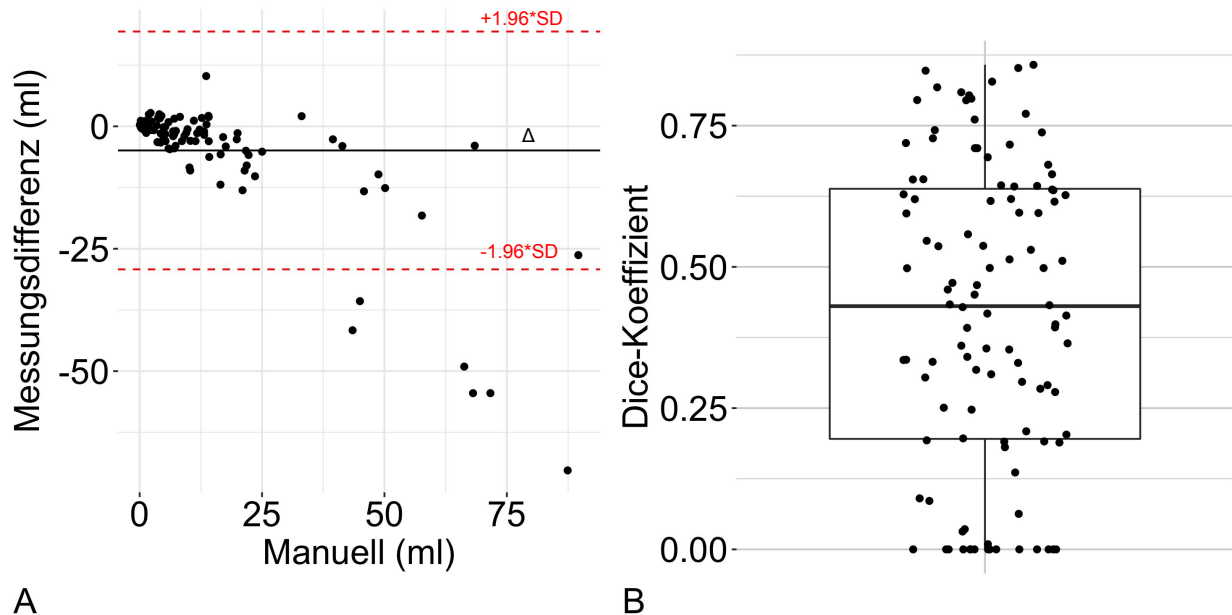 +1.96*SD
Δ
-1.96*SD
0
-25
-50
0 25 50 75
Messungsdifferenz (ml)
Manuell (ml)
A
0.75
0.50
0.25
0.00
Dice-Koeffizient
B